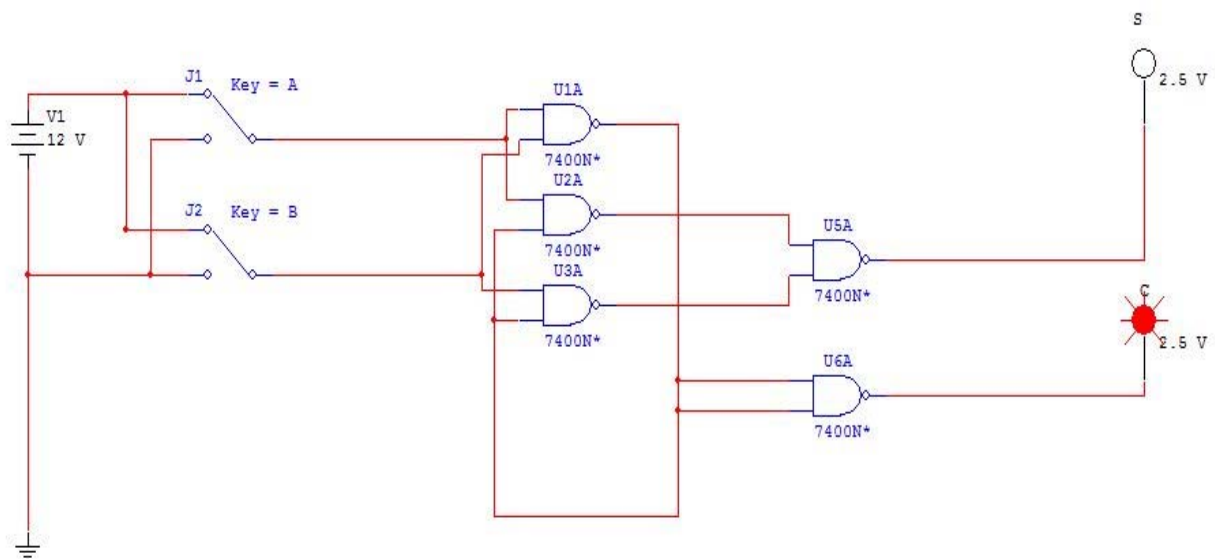 S
2.5 V
J1
Key = A
V1
12 V
U1A
7400N*
U2A
7400N*
J2
Key = B
U3A
7400N*
U5A
7400N*
C
2.5 V
U6A
7400N*